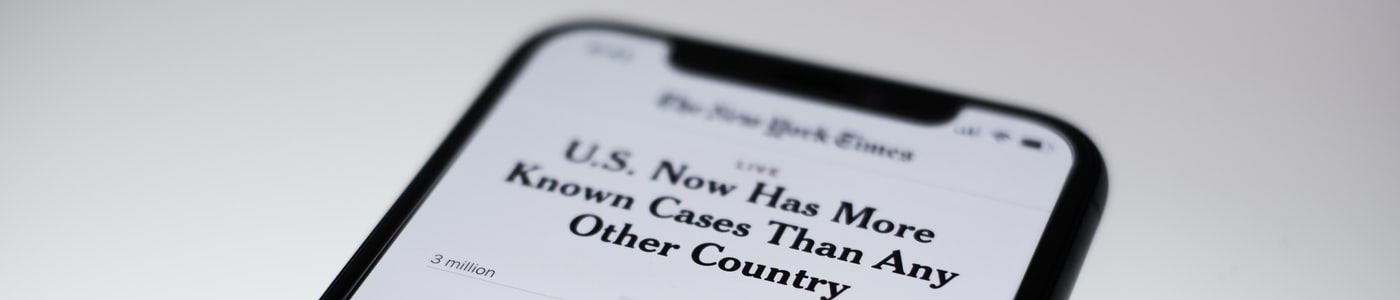 The New York Times
LIVE
U.S. Now Has More
Known Cases Than Any
Other Country
3 million